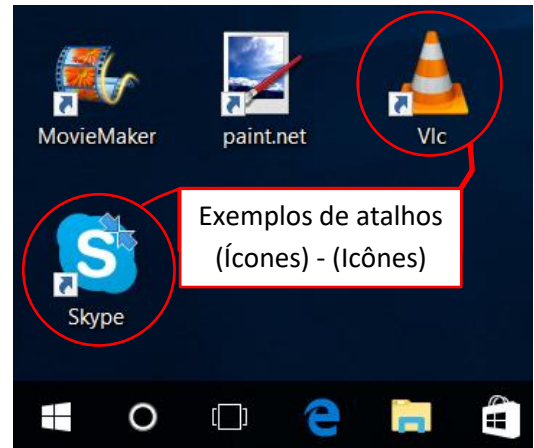 MovieMaker
paint.net
Vlc
Exemplos de atalhos
(Ícones) - (Icônes)
Skype